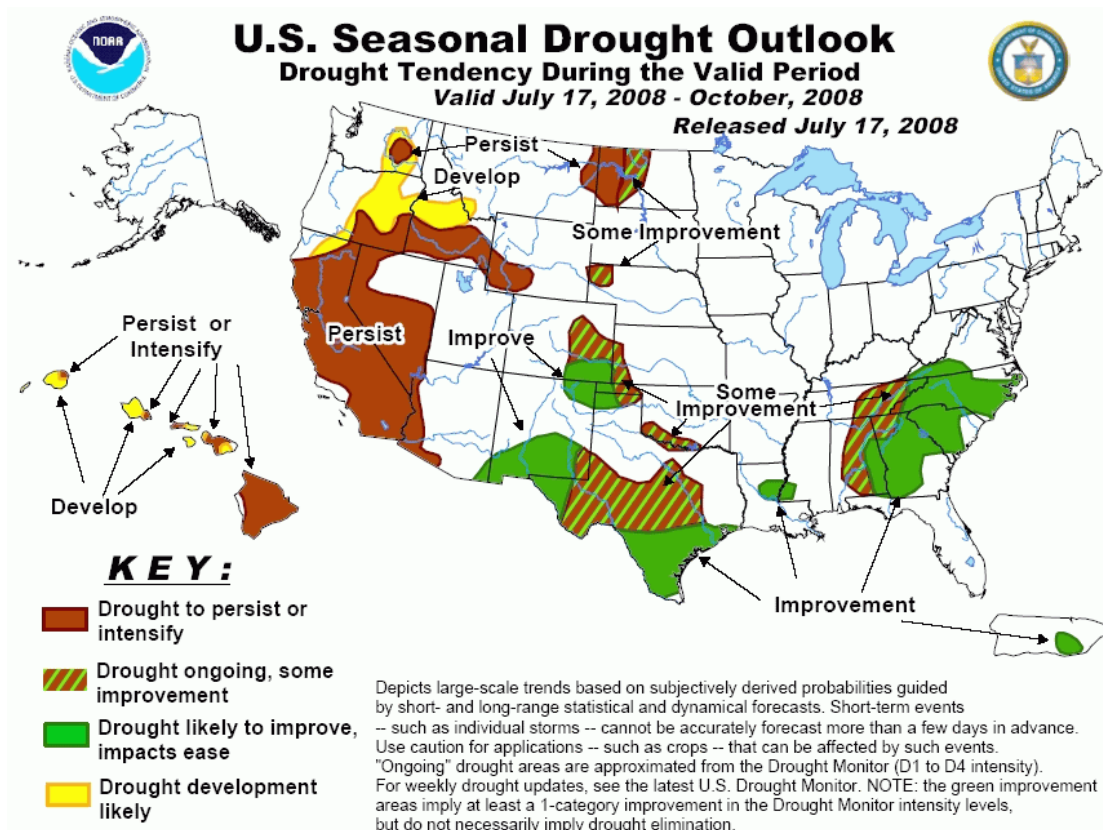 NOAA
U.S. Seasonal Drought Outlook
Drought Tendency During the Valid Period
Valid July 17, 2008 - October, 2008
Released July 17, 2008
Persist
Develop
Some Improvement
Persist or
Intensify
Persist
Improve
Some
Improvement
Develop
Improvement
KEY:
Drought to persist or
intensify
Drought ongoing, some
improvement
Drought likely to improve,
impacts ease
Drought development
likely
Depicts large-scale trends based on subjectively derived probabilities guided
by short- and long-range statistical and dynamical forecasts. Short-term events
-- such as individual storms -- cannot be accurately forecast more than a few days in advance.
Use caution for applications -- such as crops -- that can be affected by such events.
"Ongoing" drought areas are approximated from the Drought Monitor (D1 to D4 intensity).
For weekly drought updates, see the latest U.S. Drought Monitor. NOTE: the green improvement
areas imply at least a 1-category improvement in the Drought Monitor intensity levels,
but do not necessarily imply drought elimination.